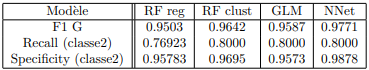 Modèle RF reg RF clust GLM NNet
F1 G 0.9503 0.9642 0.9587 0.9771
Recall (classe2) 0.76923 0.8000 0.8000 0.8000
Specificity (classe2) 0.95783 0.9695 0.9573 0.9878